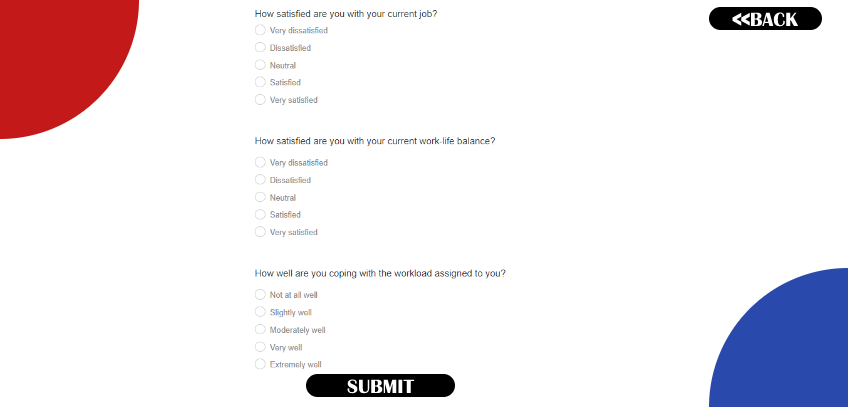 How satisfied are you with your current job?
<<BACK
Very dissatisfied
Dissatisfied
Neutral
Satisfied
Very satisfied
How satisfied are you with your current work-life balance?
Very dissatisfied
Dissatisfied
Neutral
Satisfied
Very satisfied
How well are you coping with the workload assigned to you?
Not at all well
Slightly well
Moderately well
Very well
Extremely well
SUBMIT